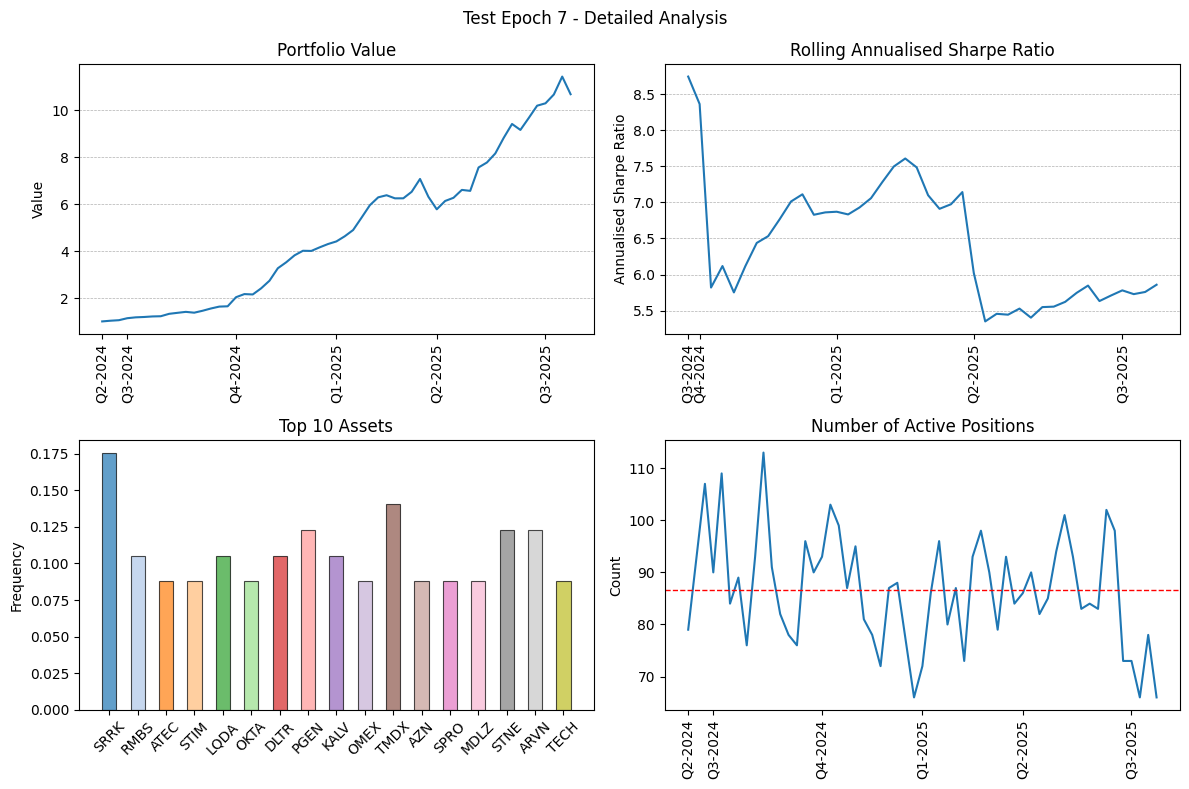 Test Epoch 7 - Detailed Analysis
Portfolio Value
Value
10
8
6
4
2
Q2-2024
Q3-2024
Q4-2024
Q1-2025
Q2-2025
Q3-2025
Rolling Annualised Sharpe Ratio
Annualised Sharpe Ratio
8.5
8.0
7.5
7.0
6.5
6.0
5.5
Q3-2024
Q4-2024
Q1-2025
Q2-2025
Q3-2025
Top 10 Assets
Frequency
0.175
0.150
0.125
0.100
0.075
0.050
0.025
0.000
SRRK
RMBS
ATEC
STIM
LQDA
OKTA
DLTR
PGEN
KALV
OMEX
TMDX
AZN
SPRO
MDLZ
STNE
ARVN
TECH
Number of Active Positions
Count
110
100
90
80
70
Q2-2024
Q3-2024
Q4-2024
Q1-2025
Q2-2025
Q3-2025